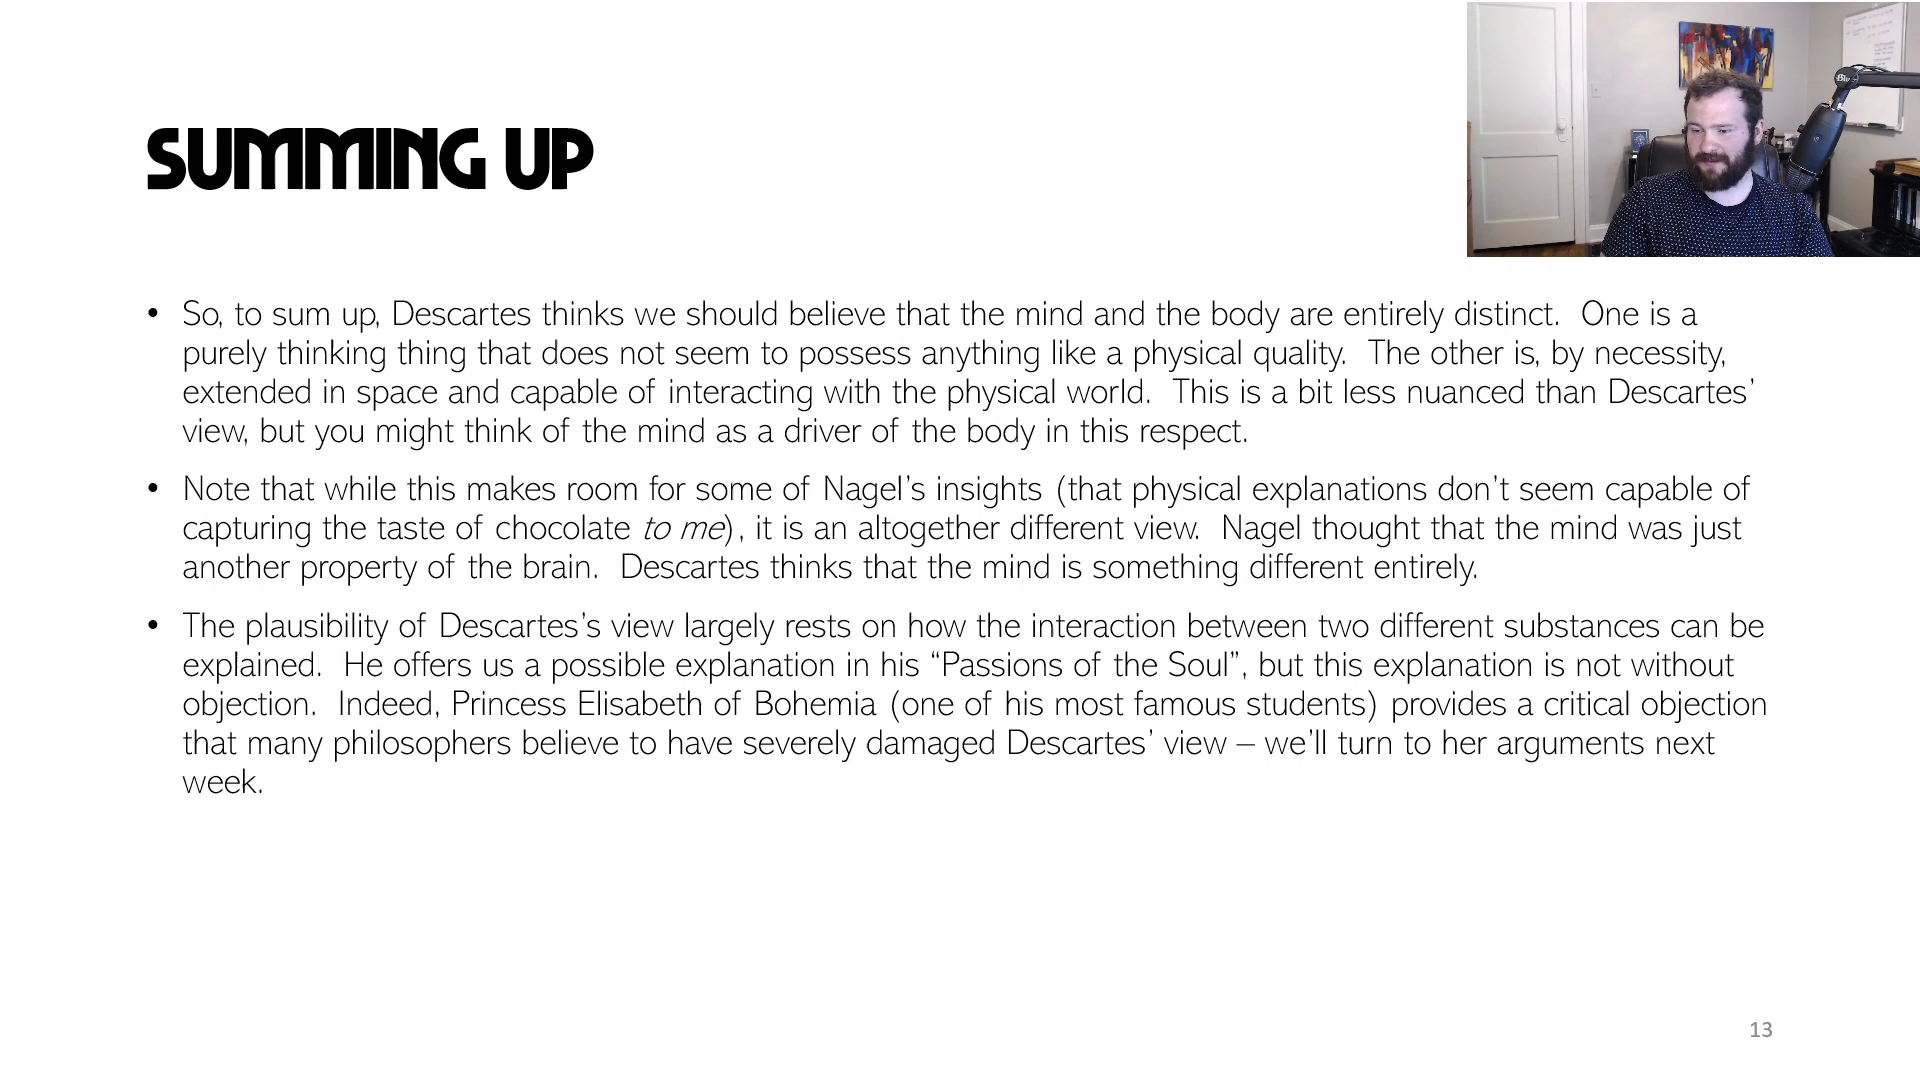 SUMMING UP
• So, to sum up, Descartes thinks we should believe that the mind and the body are entirely distinct.  One is a
purely thinking thing that does not seem to possess anything like a physical quality.  The other is, by necessity,
extended in space and capable of interacting with the physical world.  This is a bit less nuanced than Descartes’
view, but you might think of the mind as a driver of the body in this respect.
• Note that while this makes room for some of Nagel’s insights (that physical explanations don’t seem capable of
capturing the taste of chocolate to me), it is an altogether different view.  Nagel thought that the mind was just
another property of the brain.  Descartes thinks that the mind is something different entirely.
• The plausibility of Descartes’s view largely rests on how the interaction between two different substances can be
explained.  He offers us a possible explanation in his “Passions of the Soul”, but this explanation is not without
objection.  Indeed, Princess Elisabeth of Bohemia (one of his most famous students) provides a critical objection
that many philosophers believe to have severely damaged Descartes’ view – we’ll turn to her arguments next
week.
13